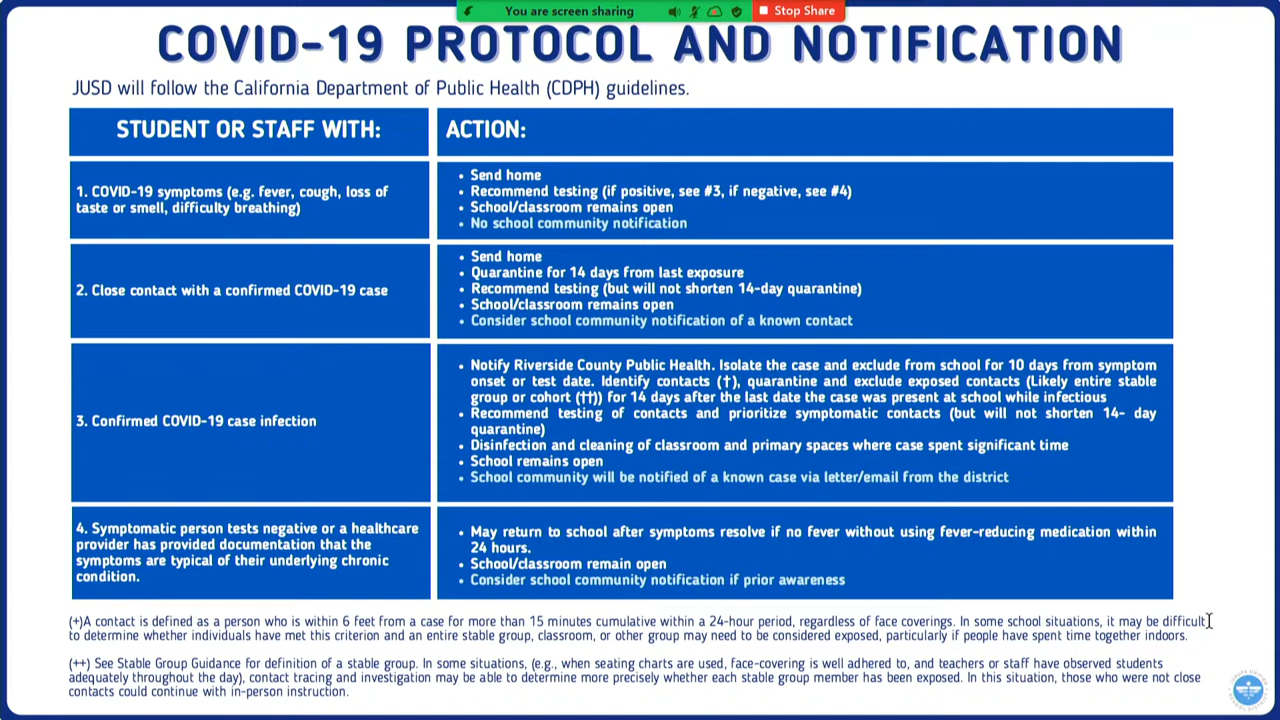 You are screen sharing
Stop Share
COVID-19 PROTOCOL AND NOTIFICATION
JUSD will follow the California Department of Public Health (CDPH) guidelines.
STUDENT OR STAFF WITH:
ACTION:
1. COVID-19 symptoms (e.g. fever, cough, loss of
taste or smell, difficulty breathing)
• Send home
• Recommend testing (if positive, see #3, if negative, see #4)
• School/classroom remains open
• No school community notification
2. Close contact with a confirmed COVID-19 case
• Send home
• Quarantine for 14 days from last exposure
• Recommend testing (but will not shorten 14-day quarantine)
• School/classroom remains open
• Consider school community notification of a known contact
3. Confirmed COVID-19 case infection
• Notify Riverside County Public Health. Isolate the case and exclude from school for 10 days from symptom
onset or test date. Identify contacts (†), quarantine and exclude exposed contacts (Likely entire stable
group or cohort (††)) for 14 days after the last date the case was present at school while infectious
• Recommend testing of contacts and prioritize symptomatic contacts (but will not shorten 14- day
quarantine)
• Disinfection and cleaning of classroom and primary spaces where case spent significant time
• School remains open
• School community will be notified of a known case via letter/email from the district
4. Symptomatic person tests negative or a healthcare
provider has provided documentation that the
symptoms are typical of their underlying chronic
condition.
• May return to school after symptoms resolve if no fever without using fever-reducing medication within
24 hours.
• School/classroom remain open
• Consider school community notification if prior awareness
(+)A contact is defined as a person who is within 6 feet from a case for more than 15 minutes cumulative within a 24-hour period, regardless of face coverings. In some school situations, it may be difficult
to determine whether individuals have met this criterion and an entire stable group, classroom, or other group may need to be considered exposed, particularly if people have spent time together indoors.
(++) See Stable Group Guidance for definition of a stable group. In some situations, (e.g., when seating charts are used, face-covering is well adhered to, and teachers or staff have observed students
adequately throughout the day), contact tracing and investigation may be able to determine more precisely whether each stable group member has been exposed. In this situation, those who were not close
contacts could continue with in-person instruction.